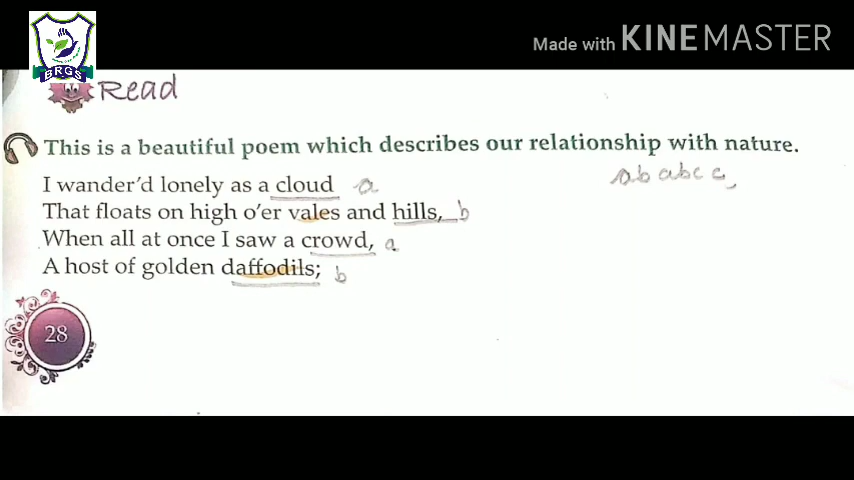 Made with KINEMASTER
BRGS
Read
This is a beautiful poem which describes our relationship with nature.
ab abcc
I wander'd lonely as a cloud a
That floats on high o'er vales and hills, b
When all at once I saw a crowd, a
A host of golden daffodils; b
28